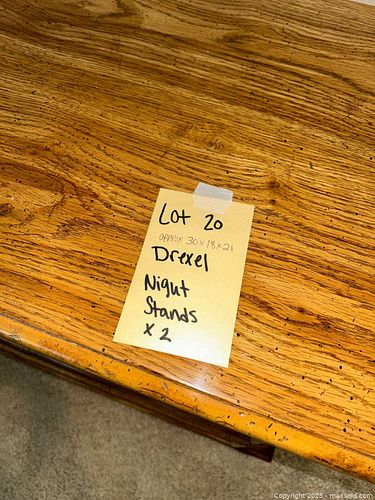 Lot 20
approx 30x18x21
Drexel
Night
Stands
x 2
Copyright 2025 - maxsold.com